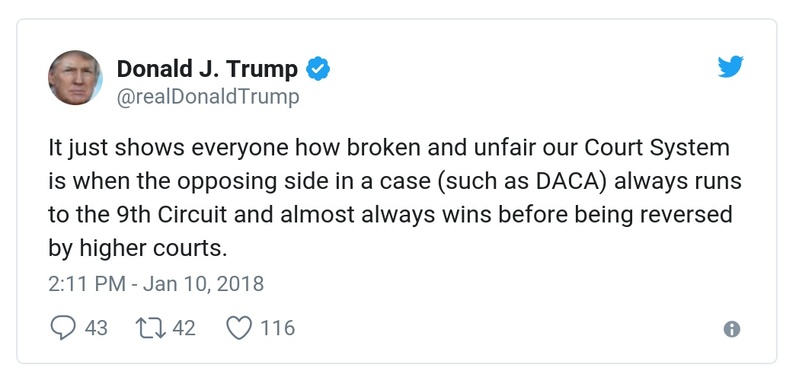 Donald J. Trump
@realDonaldTrump
It just shows everyone how broken and unfair our Court System
is when the opposing side in a case (such as DACA) always runs
to the 9th Circuit and almost always wins before being reversed
by higher courts.
2:11 PM - Jan 10, 2018
43 42 116